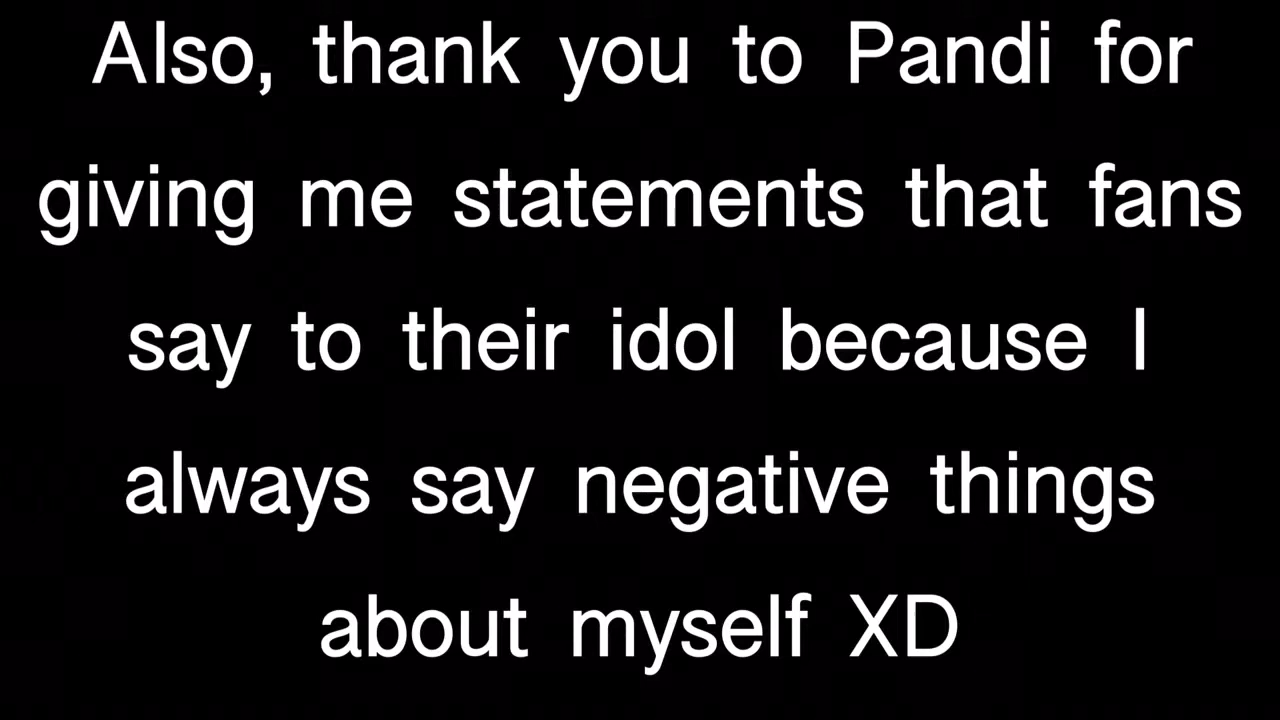 Also, thank you to Pandi for
giving me statements that fans
say to their idol because I
always say negative things
about myself XD